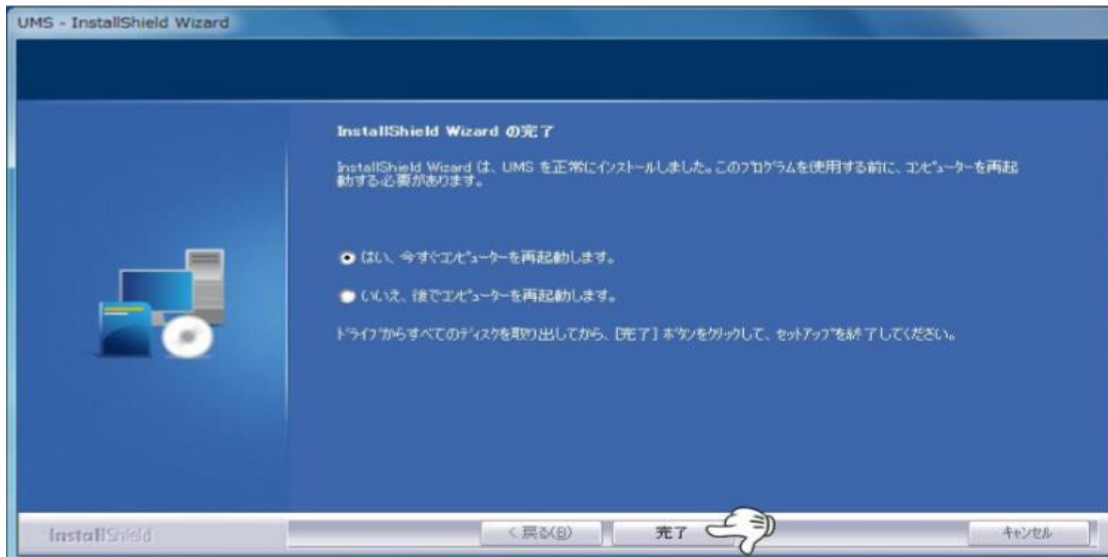 UMS - InstallShield Wizard
InstallShield Wizard の完了
InstallShield Wizard は、UMS を正常にインストールしました。このプログラムを使用する前に、コンピューターを再起
動する必要があります。
はい、今すぐコンピューターを再起動します。
いいえ、後でコンピューターを再起動します。
ドライブからすべてのディスクを取り出してから、[完了] ボタンをクリックして、セットアップを終了してください。
InstallShield
< 戻る(B)
完了
キャンセル